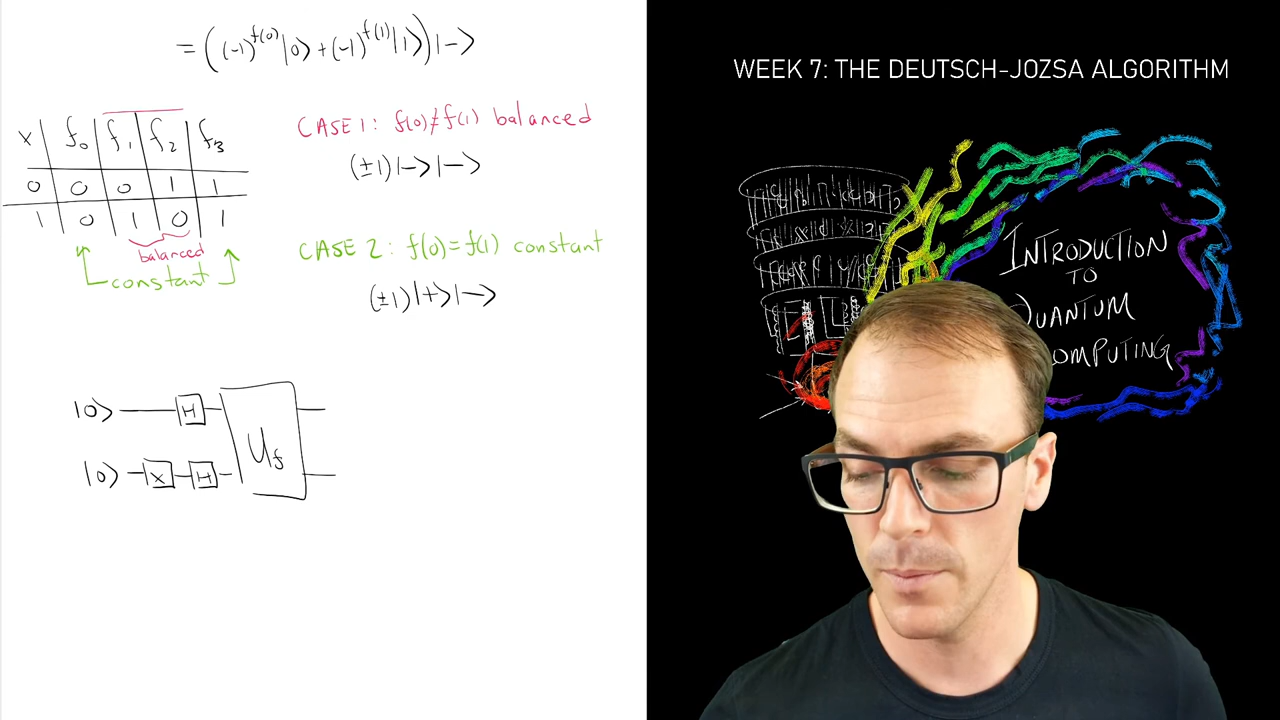 = ((-1)^f(0) |0> + (-1)^f(1) |1>) |->
x f₀ f₁ f₂ f₃
0 0 0 1 1
1 0 1 0 1
balanced
constant
CASE 1: f(0)≠f(1) balanced
(±1)|->|->
CASE 2: f(0)=f(1) constant
(±1)|+>|->
|0> H
U_f
|0> X H
WEEK 7: THE DEUTSCH-JOZSA ALGORITHM
INTRODUCTION
TO
QUANTUM
COMPUTING